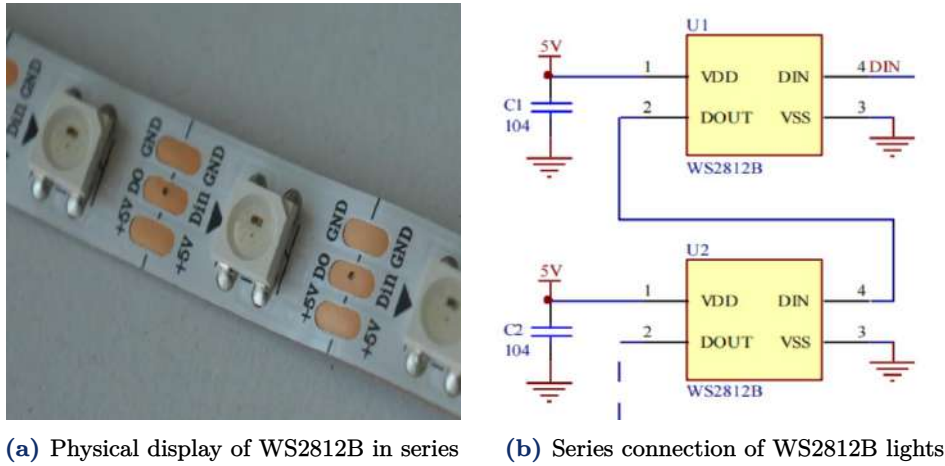 Din GND
GND
DO
+5V
Din GND
+5V
GND
DO
+5V
Din GND
+5V
U1
5V
1
VDD
DIN
4
DIN
C1
104
2
DOUT
VSS
3
WS2812B
U2
5V
1
VDD
DIN
4
C2
104
2
DOUT
VSS
3
WS2812B
(a) Physical display of WS2812B in series
(b) Series connection of WS2812B lights